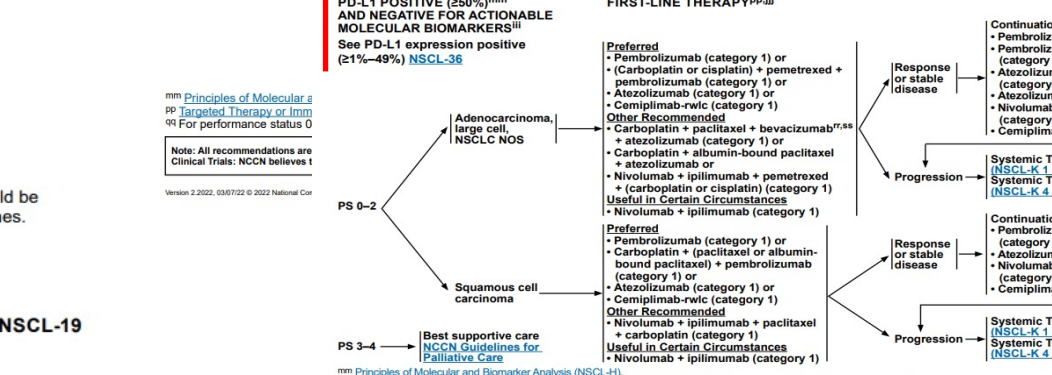 ld be
es.
NSCL-19
mm Principles of Molecular a
pp Targeted Therapy or Imm
qq For performance status 0
Note: All recommendations are
Clinical Trials: NCCN believes t
Version 2.2022, 03/07/22 © 2022 National Cor
PD-L1 POSITIVE (≥50%)mm
AND NEGATIVE FOR ACTIONABLE
MOLECULAR BIOMARKERSiii
See PD-L1 expression positive
(≥1%–49%) NSCL-36
FIRST-LINE THERAPYpp,jjj
PS 0–2
Adenocarcinoma,
large cell,
NSCLC NOS
Preferred
• Pembrolizumab (category 1) or
• (Carboplatin or cisplatin) + pemetrexed +
pembrolizumab (category 1) or
• Atezolizumab (category 1) or
• Cemiplimab-rwlc (category 1)
Other Recommended
• Carboplatin + paclitaxel + bevacizumabrr,ss
+ atezolizumab (category 1) or
• Carboplatin + albumin-bound paclitaxel
+ atezolizumab or
• Nivolumab + ipilimumab + pemetrexed
+ (carboplatin or cisplatin) (category 1)
Useful in Certain Circumstances
• Nivolumab + ipilimumab (category 1)
Response
or stable
disease
Continuatio
• Pembroliz
• Pembroliz
(category
• Atezolizum
(category
• Atezolizum
• Nivolumab
(category
• Cemiplim
Progression
Systemic T
(NSCL-K 1
Systemic T
(NSCL-K 4
Squamous cell
carcinoma
Preferred
• Pembrolizumab (category 1) or
• Carboplatin + (paclitaxel or albumin-
bound paclitaxel) + pembrolizumab
(category 1) or
• Atezolizumab (category 1) or
• Cemiplimab-rwlc (category 1)
Other Recommended
• Nivolumab + ipilimumab + paclitaxel
+ carboplatin (category 1)
Useful in Certain Circumstances
• Nivolumab + ipilimumab (category 1)
Response
or stable
disease
Continuatio
• Pembroliz
(category
• Atezolizum
• Nivolumab
(category
• Cemiplima
Progression
Systemic T
(NSCL-K 1
Systemic T
(NSCL-K 4
PS 3–4
Best supportive care
NCCN Guidelines for
Palliative Care
mm Principles of Molecular and Biomarker Analysis (NSCL-H).